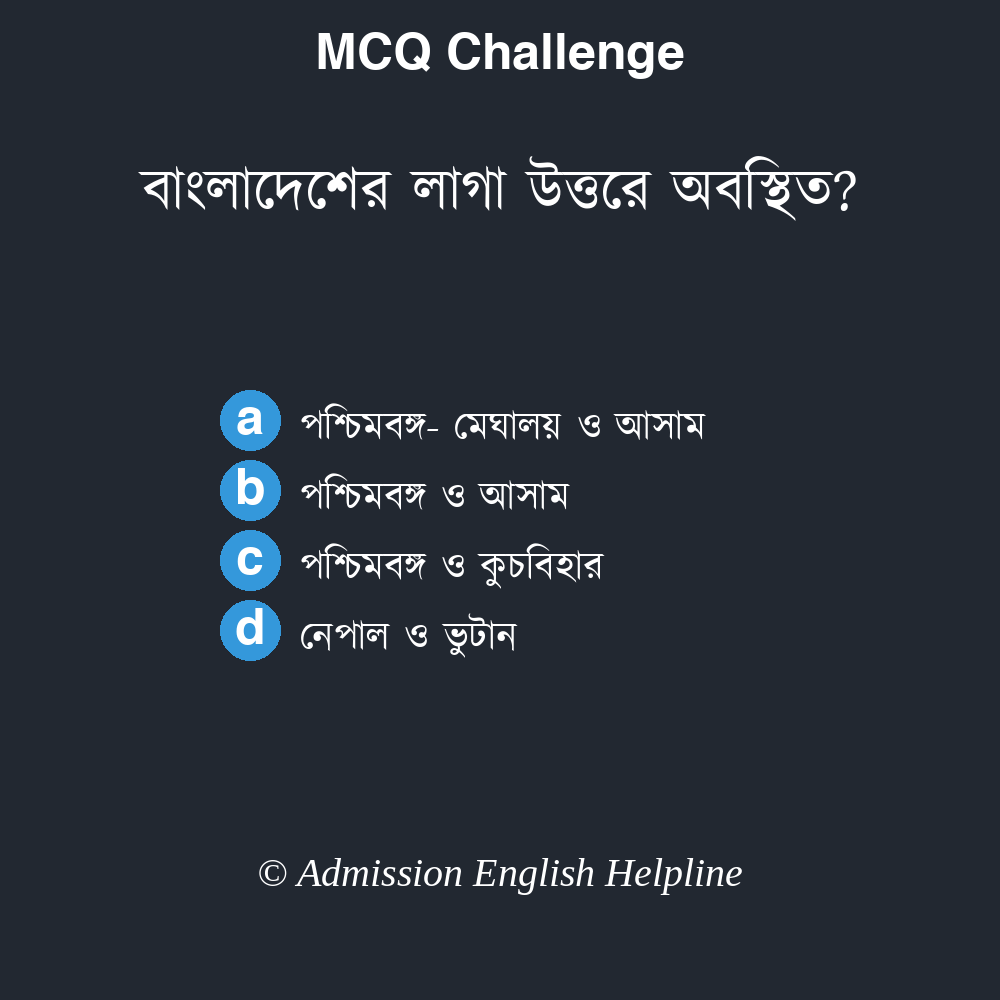 MCQ Challenge
বাংলাদেশের লাগা উত্তরে অবস্থিত?
a পশ্চিমবঙ্গ- মেঘালয় ও আসাম
b পশ্চিমবঙ্গ ও আসাম
c পশ্চিমবঙ্গ ও কুচবিহার
d নেপাল ও ভুটান
© Admission English Helpline